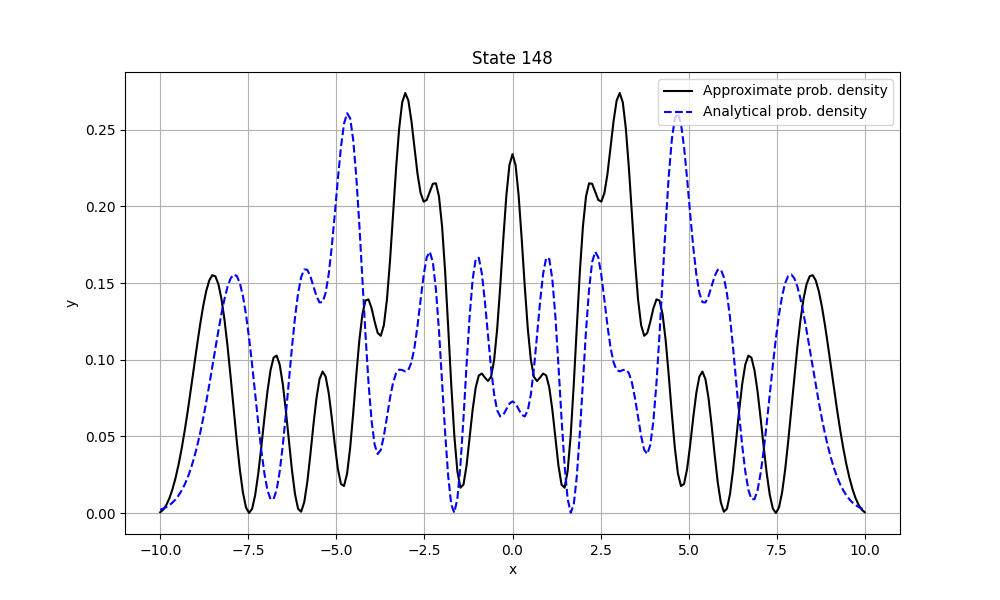 State 148
Approximate prob. density
Analytical prob. density
y
0.25
0.20
0.15
0.10
0.05
0.00
−10.0 −7.5 −5.0 −2.5 0.0 2.5 5.0 7.5 10.0
x